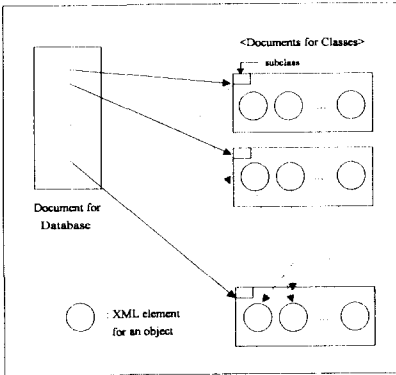 <Documents for Classes>
subclass
...
...
Document for
Database
...
: XML element
for an object